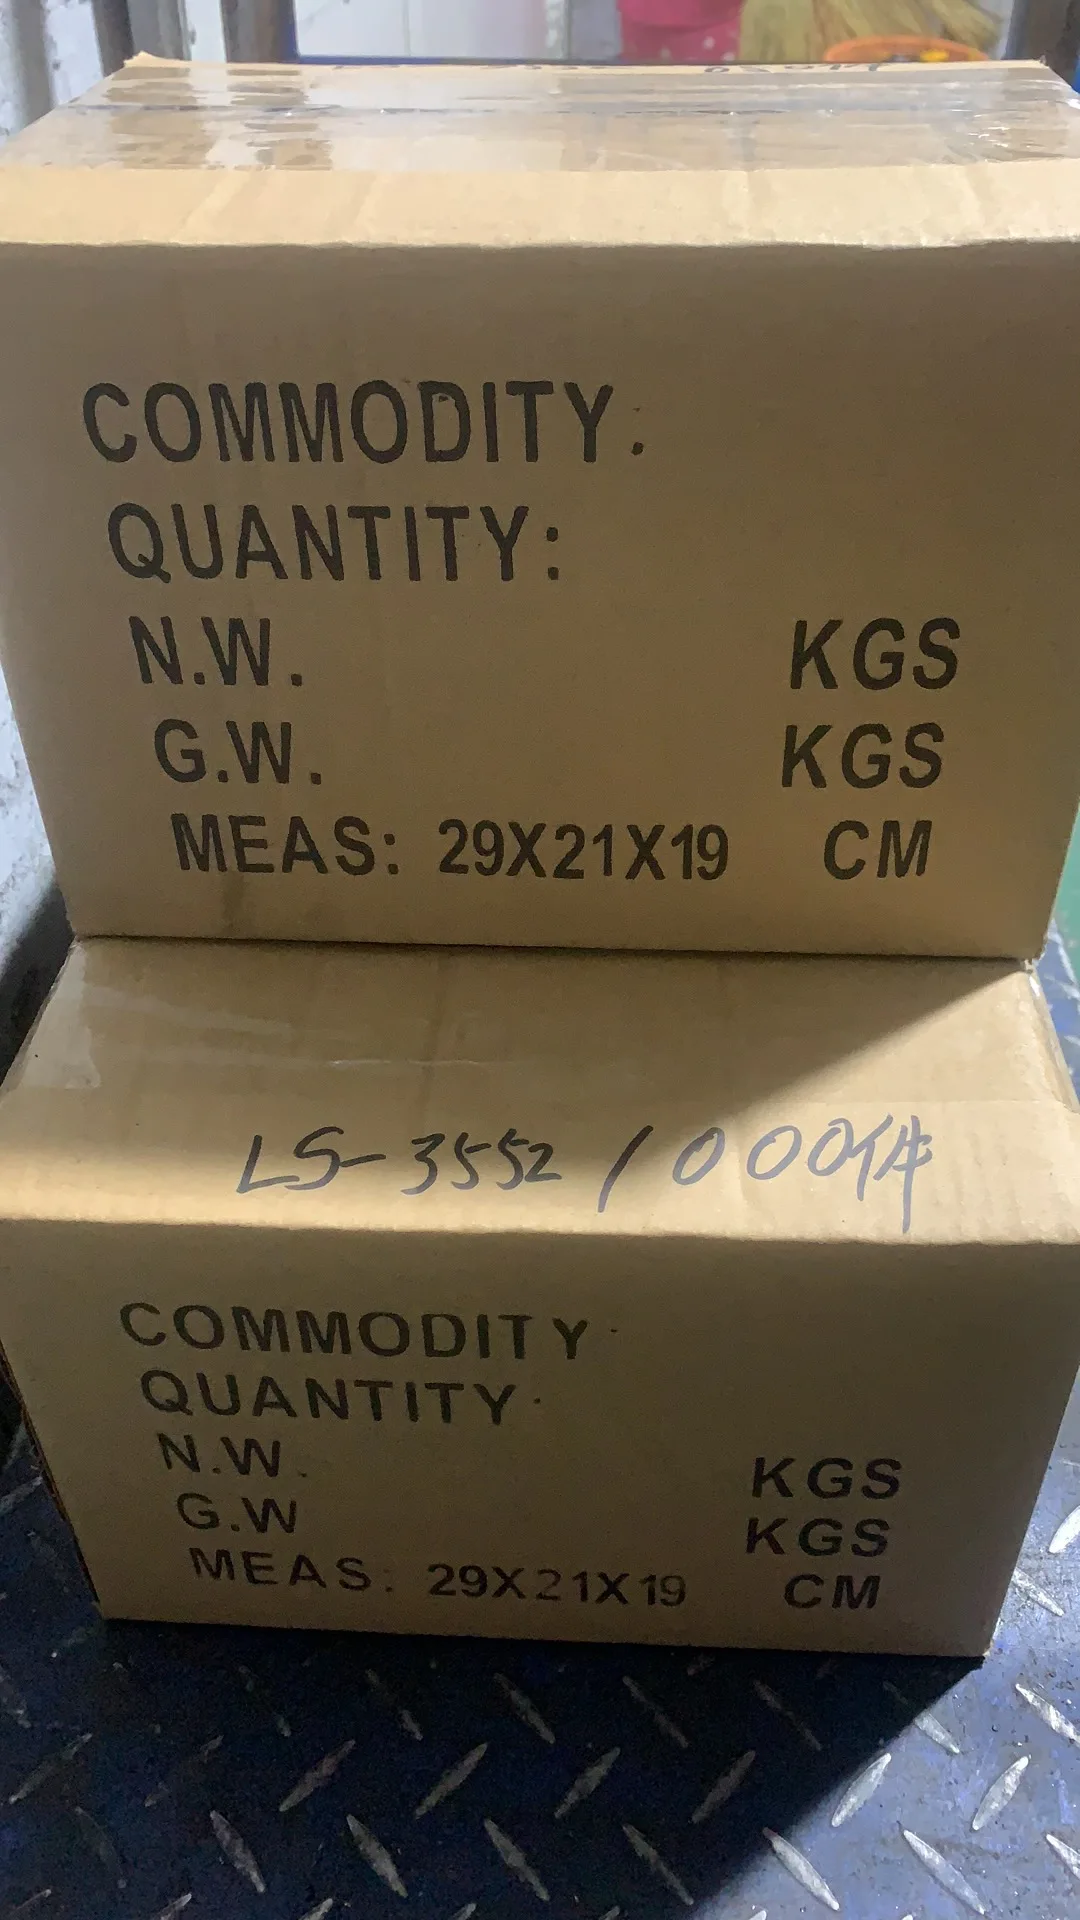 COMMODITY.
QUANTITY:
N.W. KGS
G.W. KGS
MEAS: 29X21X19 CM
LS-3552 / 000件
COMMODITY.
QUANTITY.
N.W. KGS
G.W KGS
MEAS: 29X21X19 CM